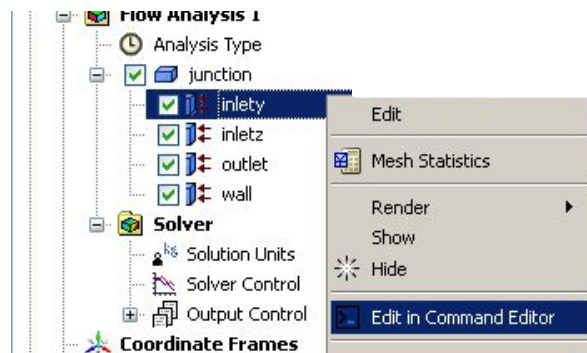 Flow Analysis 1
Analysis Type
junction
inlety
inletz
outlet
wall
Solver
Solution Units
Solver Control
Output Control
Coordinate Frames
Edit
Mesh Statistics
Render
Show
Hide
Edit in Command Editor